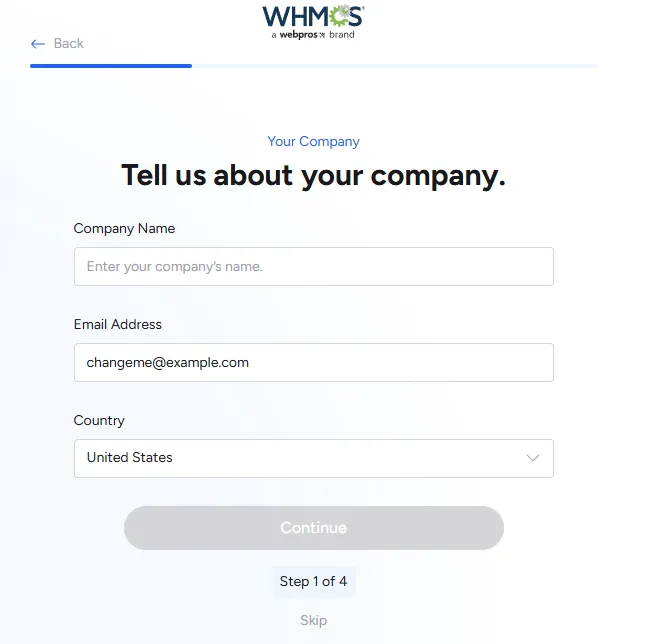 WHMCS
a webpros brand
← Back
Your Company
Tell us about your company.
Company Name
Enter your company's name.
Email Address
changeme@example.com
Country
United States
Continue
Step 1 of 4
Skip